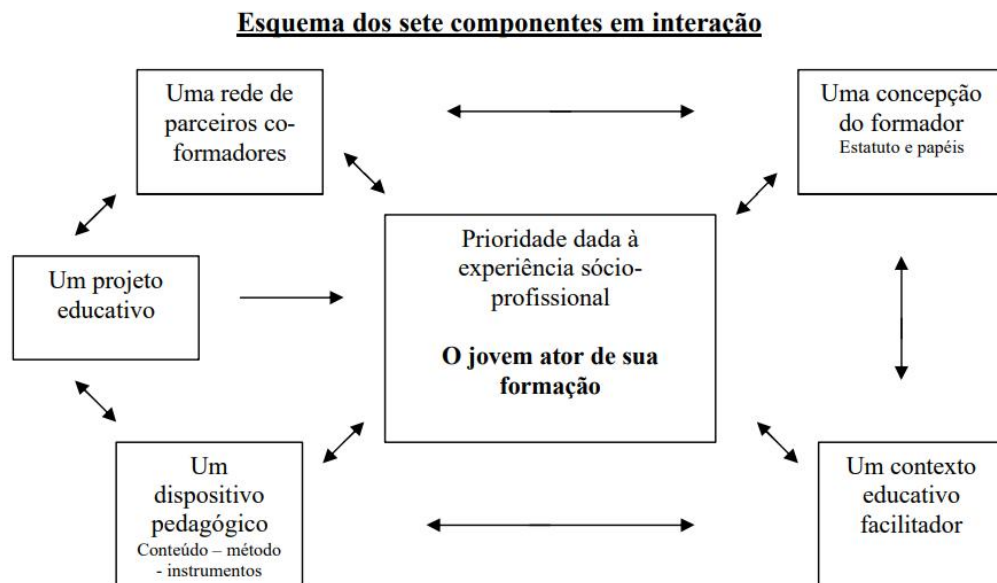 Esquema dos sete componentes em interação
Uma rede de
parceiros co-
formadores
Uma concepção
do formador
Estatuto e papéis
Um projeto
educativo
Prioridade dada à
experiência sócio-
profissional
O jovem ator de sua
formação
Um
dispositivo
pedagógico
Conteúdo – método
- instrumentos
Um contexto
educativo
facilitador